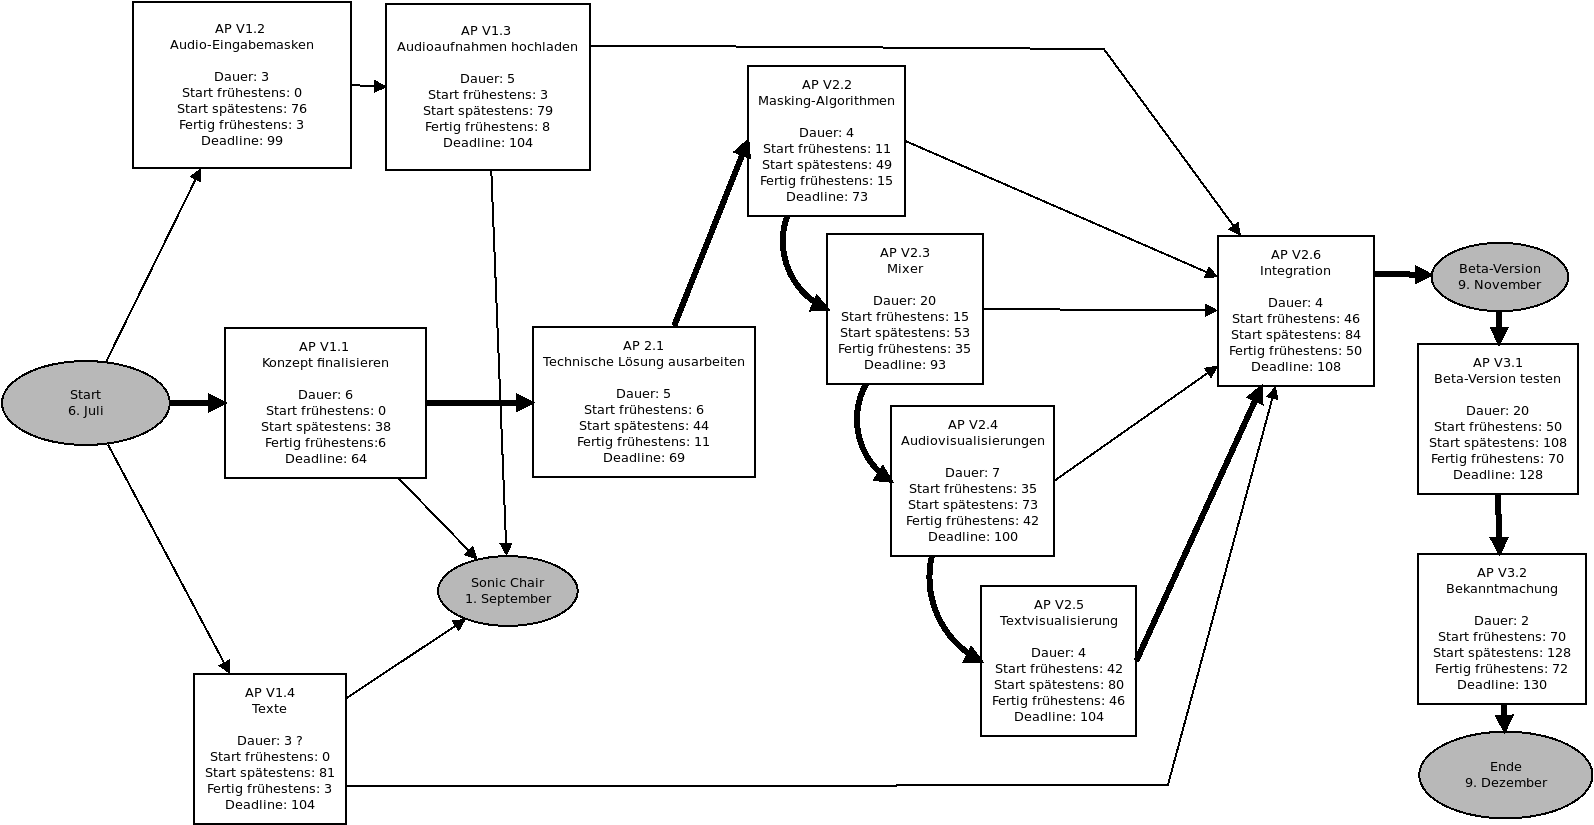 AP V1.2
Audio-Eingabemasken
Dauer: 3
Start frühestens: 0
Start spätestens: 76
Fertig frühestens: 3
Deadline: 99
AP V1.3
Audioaufnahmen hochladen
Dauer: 5
Start frühestens: 3
Start spätestens: 79
Fertig frühestens: 8
Deadline: 104
AP V2.2
Masking-Algorithmen
Dauer: 4
Start frühestens: 11
Start spätestens: 49
Fertig frühestens: 15
Deadline: 73
AP V2.3
Mixer
Dauer: 20
Start frühestens: 15
Start spätestens: 53
Fertig frühestens: 35
Deadline: 93
AP V2.6
Integration
Dauer: 4
Start frühestens: 46
Start spätestens: 84
Fertig frühestens: 50
Deadline: 108
Beta-Version
9. November
Start
6. Juli
AP V1.1
Konzept finalisieren
Dauer: 6
Start frühestens: 0
Start spätestens: 38
Fertig frühestens:6
Deadline: 64
AP 2.1
Technische Lösung ausarbeiten
Dauer: 5
Start frühestens: 6
Start spätestens: 44
Fertig frühestens: 11
Deadline: 69
AP V3.1
Beta-Version testen
Dauer: 20
Start frühestens: 50
Start spätestens: 108
Fertig frühestens: 70
Deadline: 128
AP V2.4
Audiovisualisierungen
Dauer: 7
Start frühestens: 35
Start spätestens: 73
Fertig frühestens: 42
Deadline: 100
Sonic Chair
1. September
AP V2.5
Textvisualisierung
Dauer: 4
Start frühestens: 42
Start spätestens: 80
Fertig frühestens: 46
Deadline: 104
AP V3.2
Bekanntmachung
Dauer: 2
Start frühestens: 70
Start spätestens: 128
Fertig frühestens: 72
Deadline: 130
AP V1.4
Texte
Dauer: 3 ?
Start frühestens: 0
Start spätestens: 81
Fertig frühestens: 3
Deadline: 104
Ende
9. Dezember